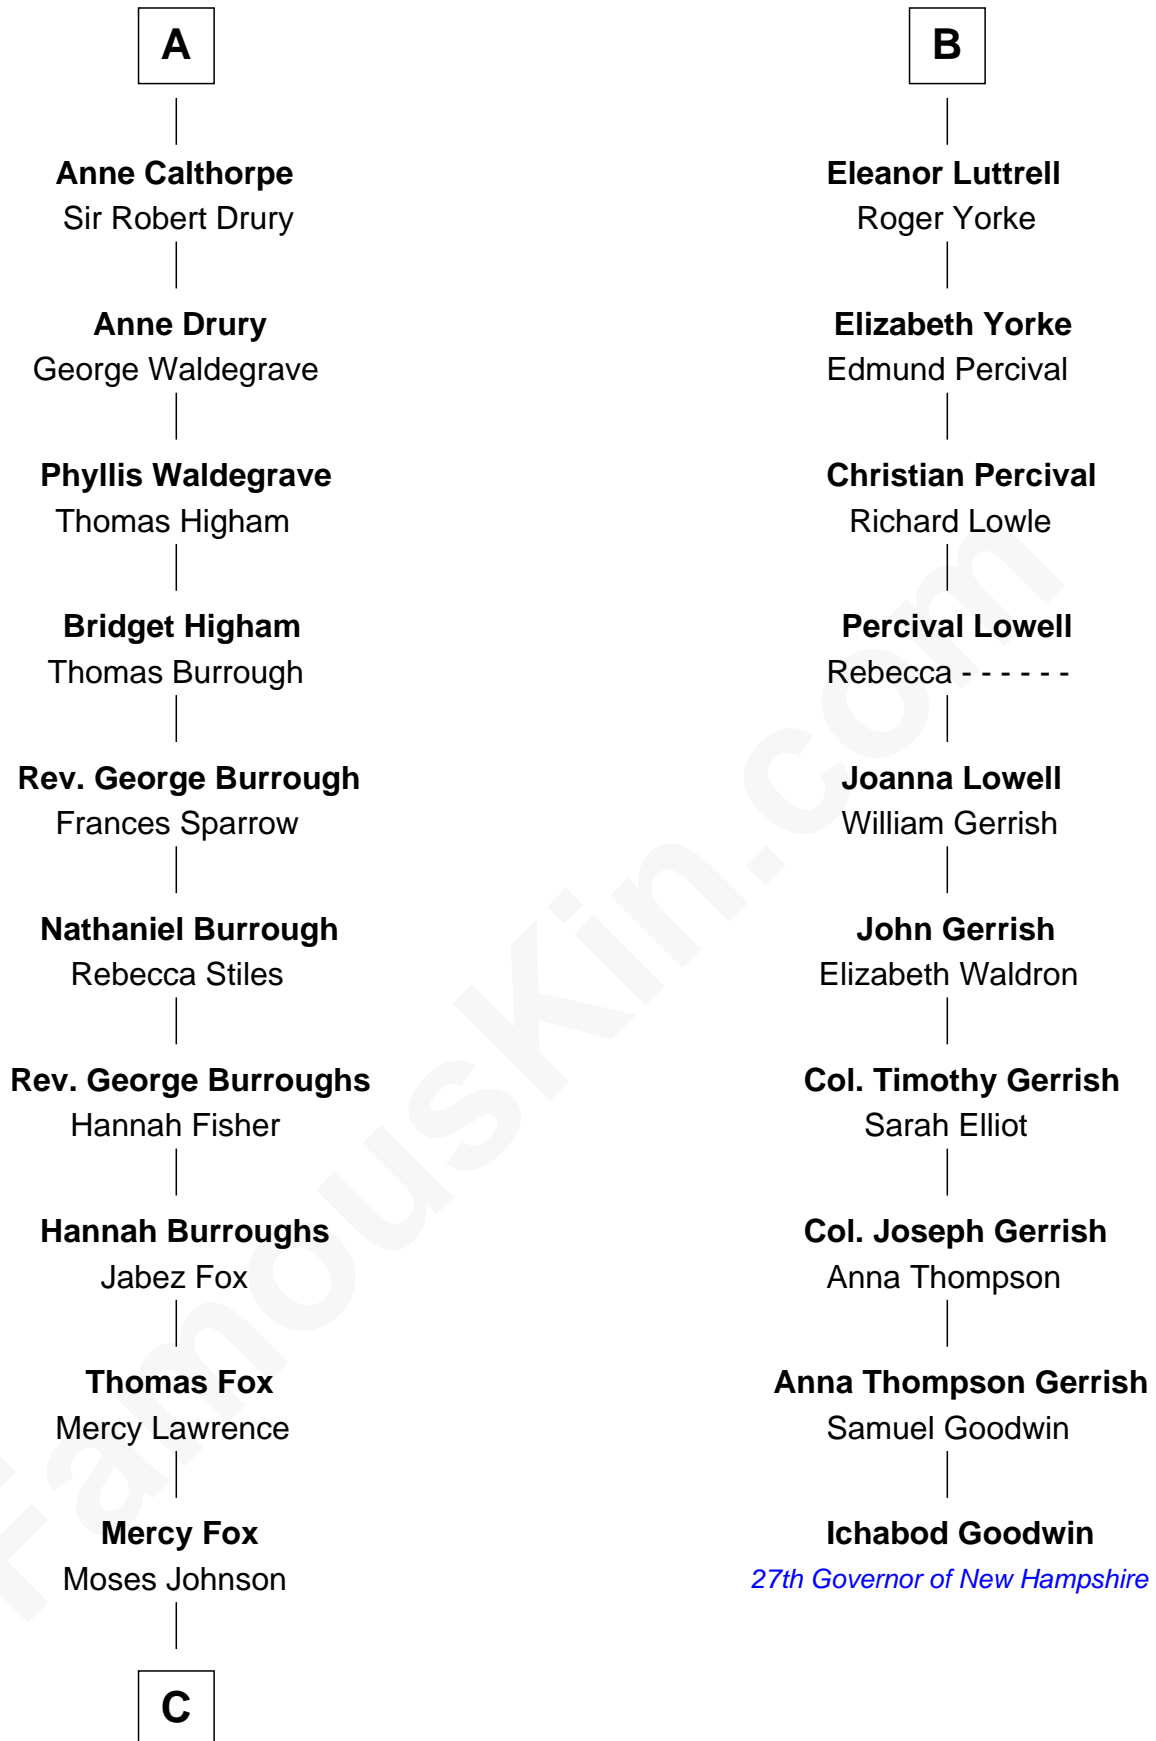 A
Anne Calthorpe
Sir Robert Drury
Anne Drury
George Waldegrave
Phyllis Waldegrave
Thomas Higham
Bridget Higham
Thomas Burrough
Rev. George Burrough
Frances Sparrow
Nathaniel Burrough
Rebecca Stiles
Rev. George Burroughs
Hannah Fisher
Hannah Burroughs
Jabez Fox
Thomas Fox
Mercy Lawrence
Mercy Fox
Moses Johnson
C
B
Eleanor Luttrell
Roger Yorke
Elizabeth Yorke
Edmund Percival
Christian Percival
Richard Lowle
Percival Lowell
Rebecca - - - - - -
Joanna Lowell
William Gerrish
John Gerrish
Elizabeth Waldron
Col. Timothy Gerrish
Sarah Elliot
Col. Joseph Gerrish
Anna Thompson
Anna Thompson Gerrish
Samuel Goodwin
Ichabod Goodwin
27th Governor of New Hampshire
FamousKin.com